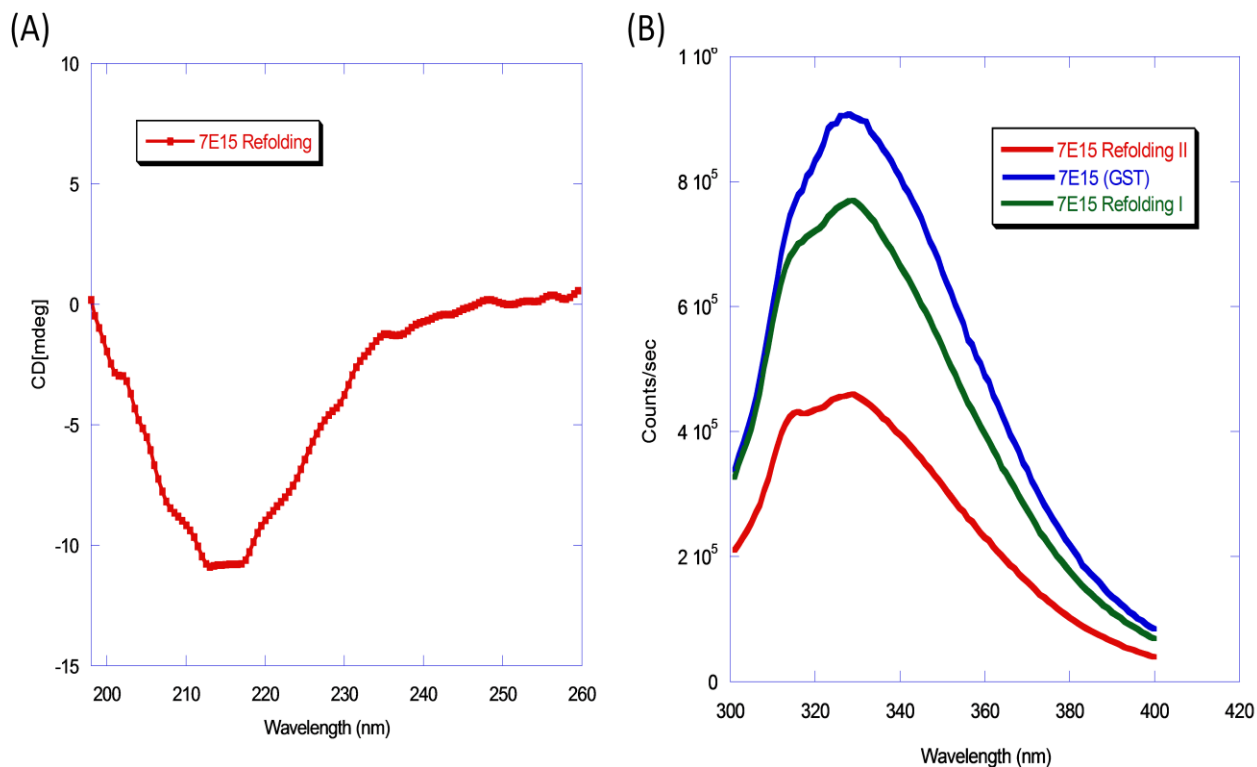 (A)
(B)
10
5
0
-5
-10
-15
CD[mdeg]
7E15 Refolding
200
210
220
230
240
250
260
Wavelength (nm)
1 10⁶
8 10⁵
6 10⁵
4 10⁵
2 10⁵
0
Counts/sec
7E15 Refolding II
7E15 (GST)
7E15 Refolding I
300
320
340
360
380
400
420
Wavelength (nm)